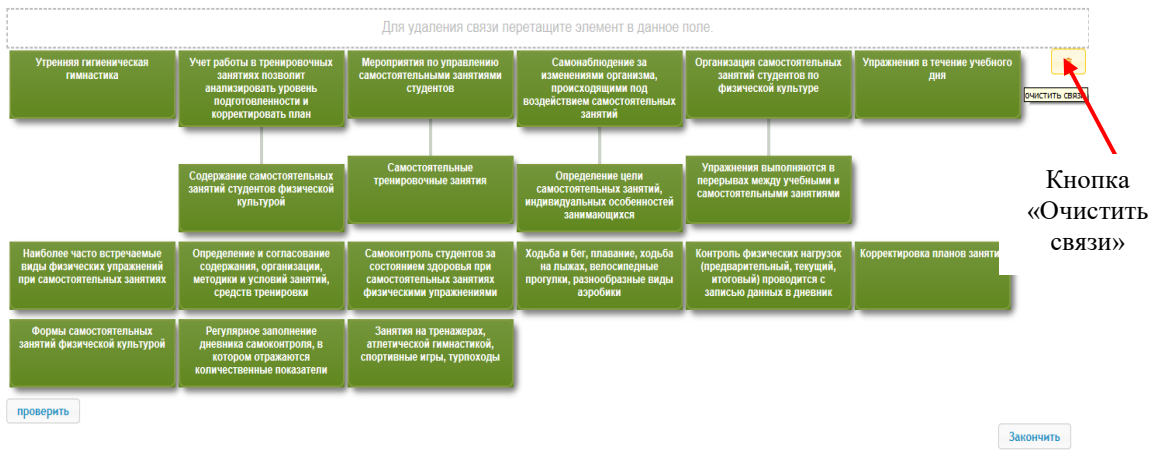 Для удаления связи перетащите элемент в данное поле.
Утренняя гигиеническая
гимнастика
Учет работы в тренировочных
занятиях позволит
анализировать уровень
подготовленности и
корректировать план
Мероприятия по управлению
самостоятельными занятиями
студентов
Самонаблюдение за
изменениями организма,
происходящими под
воздействием самостоятельных
занятий
Организация самостоятельных
занятий студентов по
физической культуре
Упражнения в течение учебного
дня
очистить связи
Содержание самостоятельных
занятий студентов физической
культурой
Самостоятельные
тренировочные занятия
Определение цели
самостоятельных занятий,
индивидуальных особенностей
занимающихся
Упражнения выполняются в
перерывах между учебными и
самостоятельными занятиями
Кнопка
«Очистить
связи»
Наиболее часто встречаемые
виды физических упражнений
при самостоятельных занятиях
Определение и согласование
содержания, организации,
методики и условий занятий,
средств тренировки
Самоконтроль студентов за
состоянием здоровья при
самостоятельных занятиях
физическими упражнениями
Ходьба и бег, плавание, ходьба
на лыжах, велосипедные
прогулки, разнообразные виды
аэробики
Контроль физических нагрузок
(предварительный, текущий,
итоговый) проводится с
записью данных в дневник
Корректировка планов заняти
Формы самостоятельных
занятий физической культурой
Регулярное заполнение
дневника самоконтроля, в
котором отражаются
количественные показатели
Занятия на тренажерах,
атлетической гимнастикой,
спортивные игры, турпоходы
проверить
Закончить